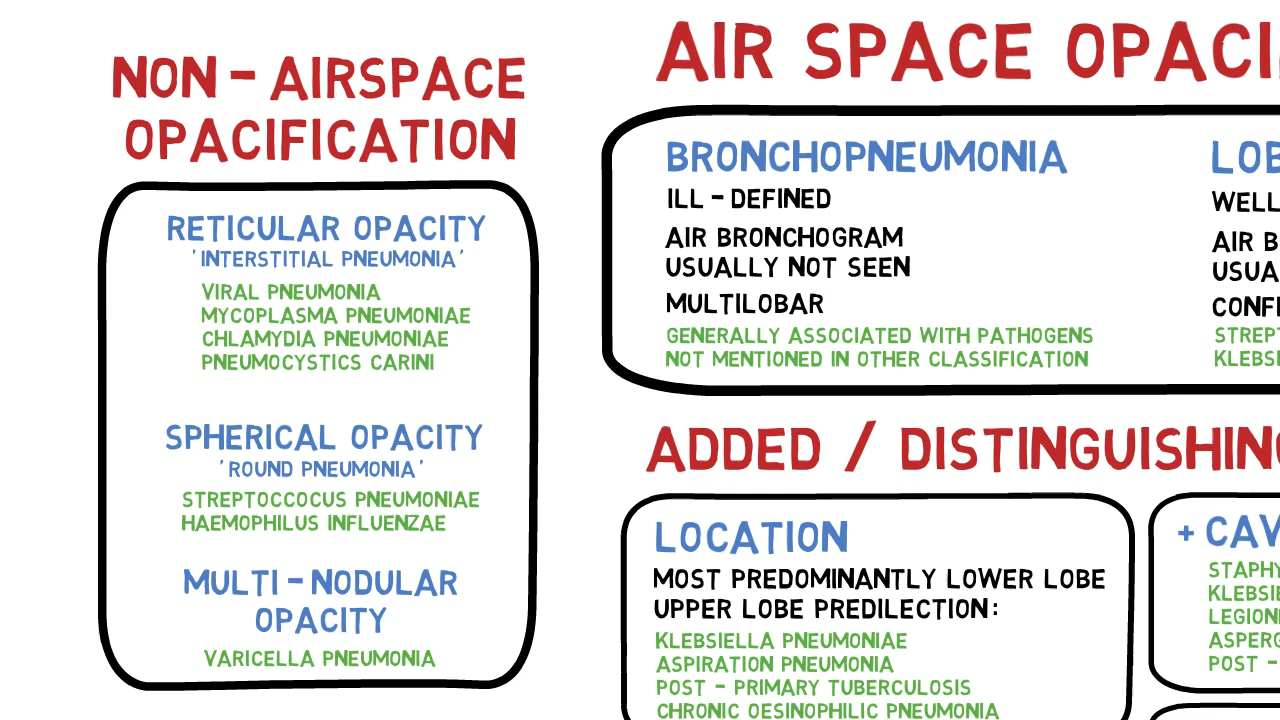 NON - AIRSPACE
OPACIFICATION
RETICULAR OPACITY
'INTERSTITIAL PNEUMONIA'
VIRAL PNEUMONIA
MYCOPLASMA PNEUMONIAE
CHLAMYDIA PNEUMONIAE
PNEUMOCYSTICS CARINI
SPHERICAL OPACITY
'ROUND PNEUMONIA'
STREPTOCCOCUS PNEUMONIAE
HAEMOPHILUS INFLUENZAE
MULTI - NODULAR
OPACITY
VARICELLA PNEUMONIA
AIR SPACE OPACI
BRONCHOPNEUMONIA
ILL - DEFINED
AIR BRONCHOGRAM
USUALLY NOT SEEN
MULTILOBAR
GENERALLY ASSOCIATED WITH PATHOGENS
NOT MENTIONED IN OTHER CLASSIFICATION
LOB
WELL
AIR B
USUA
CONF
STREPT
KLEBSI
ADDED / DISTINGUISHING
LOCATION
MOST PREDOMINANTLY LOWER LOBE
UPPER LOBE PREDILECTION:
KLEBSIELLA PNEUMONIAE
ASPIRATION PNEUMONIA
POST - PRIMARY TUBERCULOSIS
CHRONIC OESINOPHILIC PNEUMONIA
+ CAV
STAPHY
KLEBSIE
LEGION
ASPERG
POST -